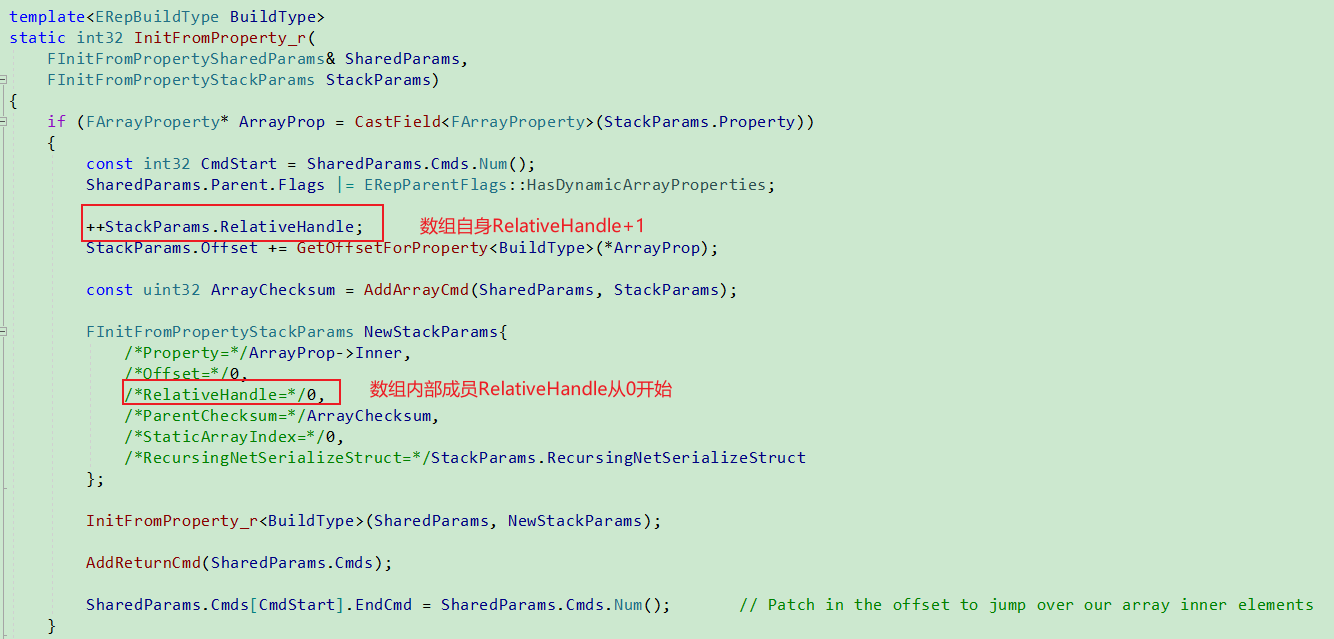 template<ERepBuildType BuildType>
static int32 InitFromProperty_r(
FInitFromPropertySharedParams& SharedParams,
FInitFromPropertyStackParams StackParams)
{
if (FArrayProperty* ArrayProp = CastField<FArrayProperty>(StackParams.Property))
{
const int32 CmdStart = SharedParams.Cmds.Num();
SharedParams.Parent.Flags |= ERepParentFlags::HasDynamicArrayProperties;
++StackParams.RelativeHandle; 数组自身RelativeHandle+1
StackParams.Offset += GetOffsetForProperty<BuildType>(*ArrayProp);
const uint32 ArrayChecksum = AddArrayCmd(SharedParams, StackParams);
FInitFromPropertyStackParams NewStackParams{
/*Property=*/ArrayProp->Inner,
/*Offset=*/0,
/*RelativeHandle=*/0, 数组内部成员RelativeHandle从0开始
/*ParentChecksum=*/ArrayChecksum,
/*StaticArrayIndex=*/0,
/*RecursingNetSerializeStruct=*/StackParams.RecursingNetSerializeStruct
};
InitFromProperty_r<BuildType>(SharedParams, NewStackParams);
AddReturnCmd(SharedParams.Cmds);
SharedParams.Cmds[CmdStart].EndCmd = SharedParams.Cmds.Num(); // Patch in the offset to jump over our array inner elements
}